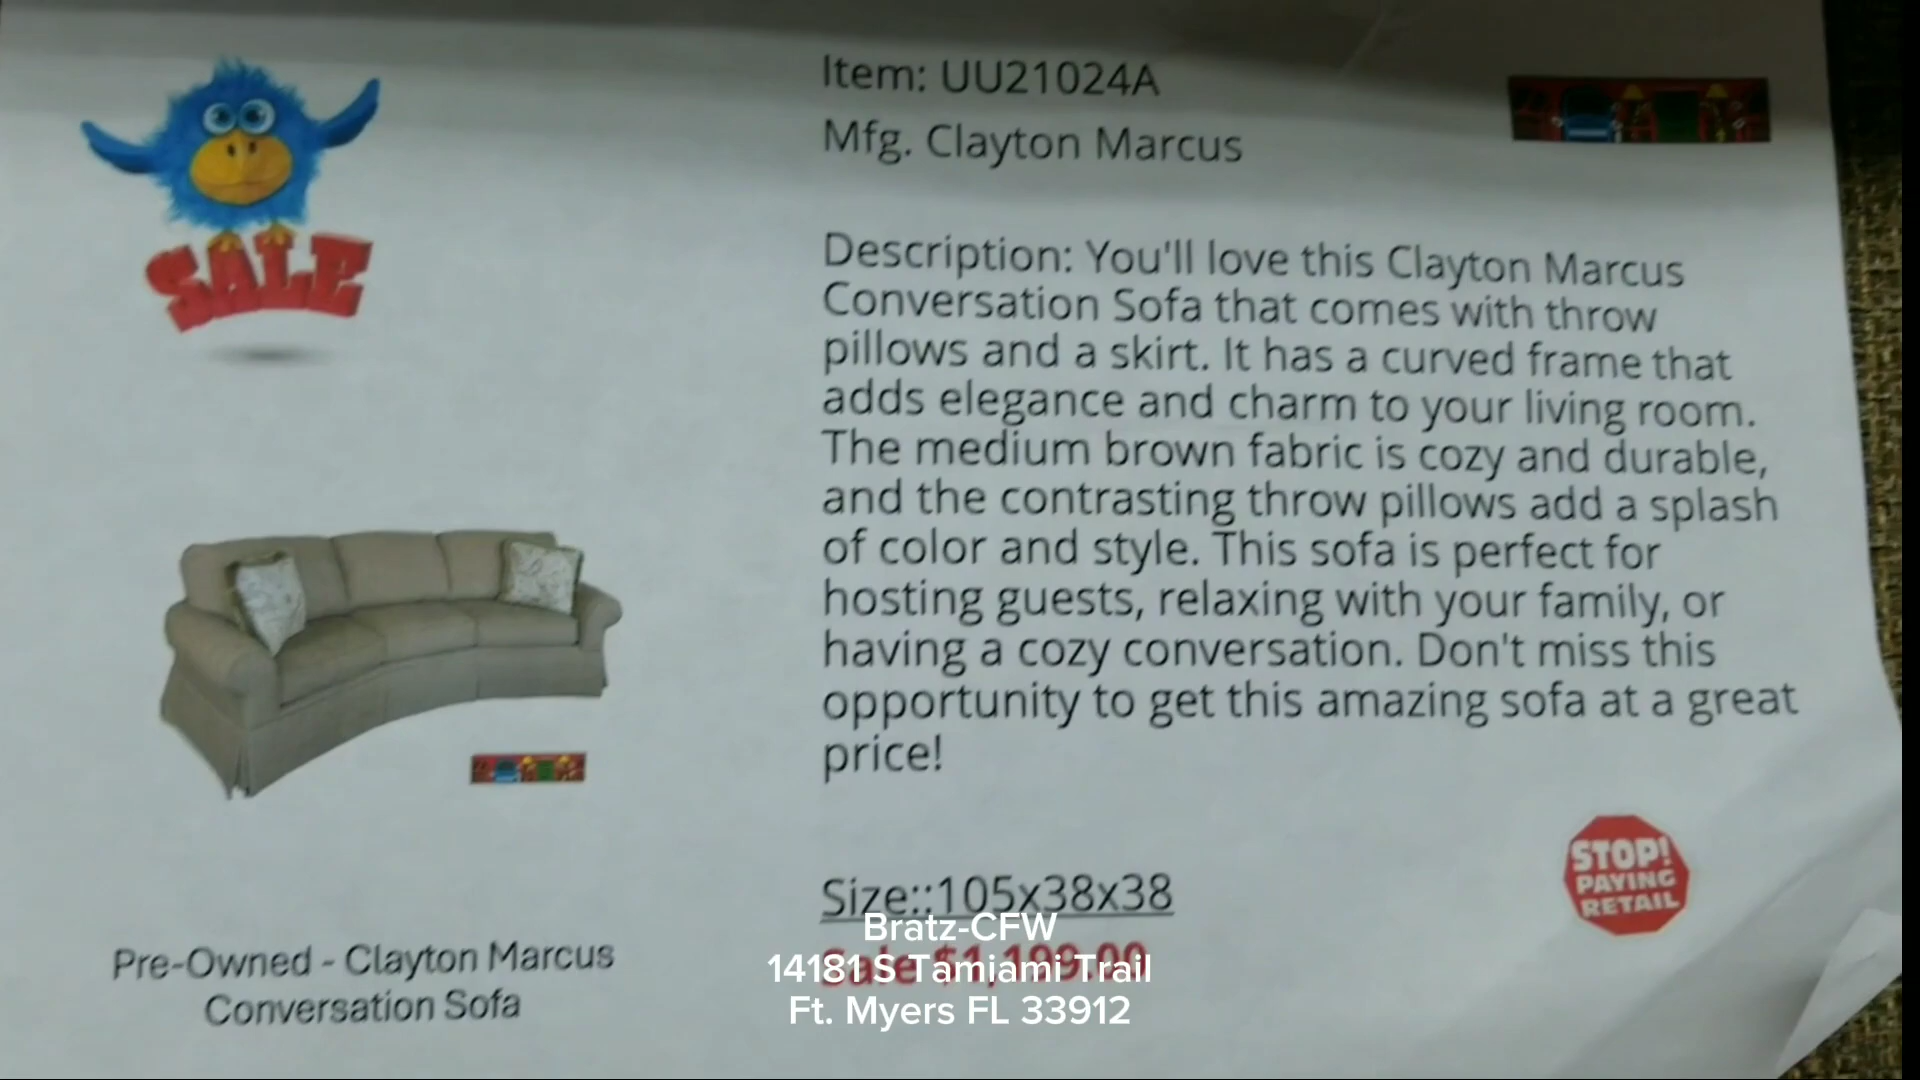 SALE
Item: UU21024A
Mfg. Clayton Marcus
Description: You'll love this Clayton Marcus
Conversation Sofa that comes with throw
pillows and a skirt. It has a curved frame that
adds elegance and charm to your living room.
The medium brown fabric is cozy and durable,
and the contrasting throw pillows add a splash
of color and style. This sofa is perfect for
hosting guests, relaxing with your family, or
having a cozy conversation. Don't miss this
opportunity to get this amazing sofa at a great
price!
Size::105x38x38
Sale $1,199.00
STOP!
PAYING
RETAIL
Pre-Owned - Clayton Marcus
Conversation Sofa
Bratz-CFW
14181 S Tamiami Trail
Ft. Myers FL 33912